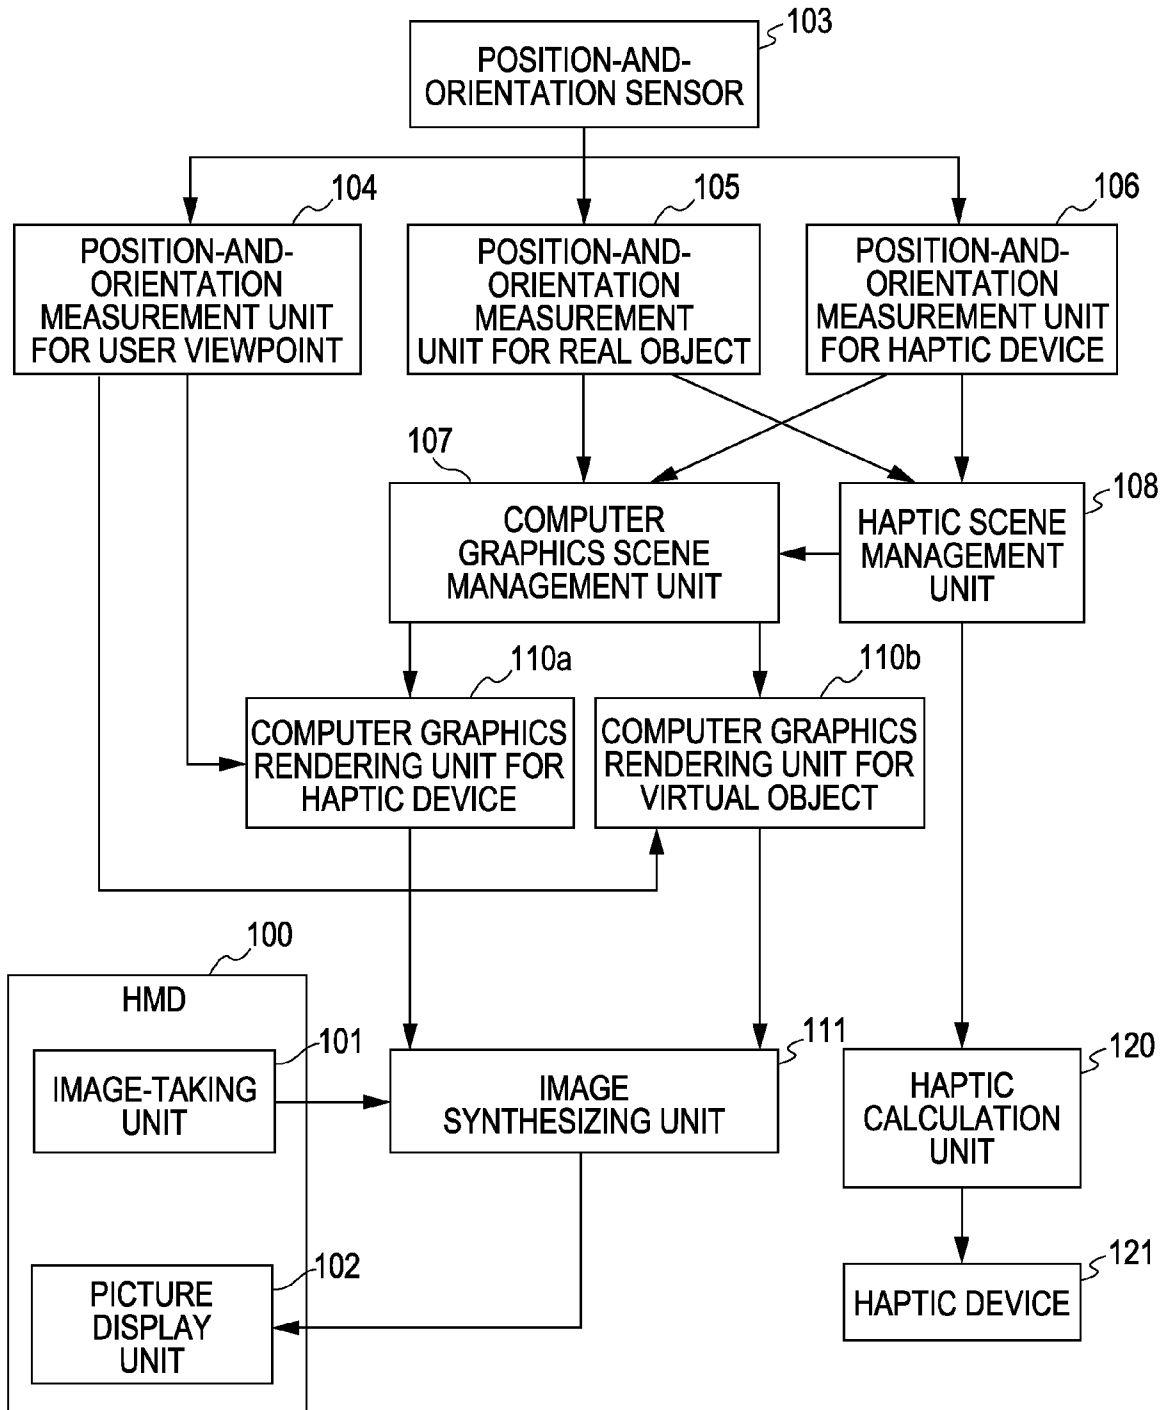 103
POSITION-AND-
ORIENTATION SENSOR
104
105
106
POSITION-AND-
ORIENTATION
MEASUREMENT UNIT
FOR USER VIEWPOINT
POSITION-AND-
ORIENTATION
MEASUREMENT
UNIT FOR REAL OBJECT
POSITION-AND-
ORIENTATION
MEASUREMENT UNIT
FOR HAPTIC DEVICE
107
108
COMPUTER
GRAPHICS SCENE
MANAGEMENT UNIT
HAPTIC SCENE
MANAGEMENT
UNIT
110a
110b
COMPUTER GRAPHICS
RENDERING UNIT FOR
HAPTIC DEVICE
COMPUTER GRAPHICS
RENDERING UNIT FOR
VIRTUAL OBJECT
100
HMD
101
IMAGE-TAKING
UNIT
111
IMAGE
SYNTHESIZING UNIT
120
HAPTIC
CALCULATION
UNIT
102
PICTURE
DISPLAY
UNIT
121
HAPTIC DEVICE